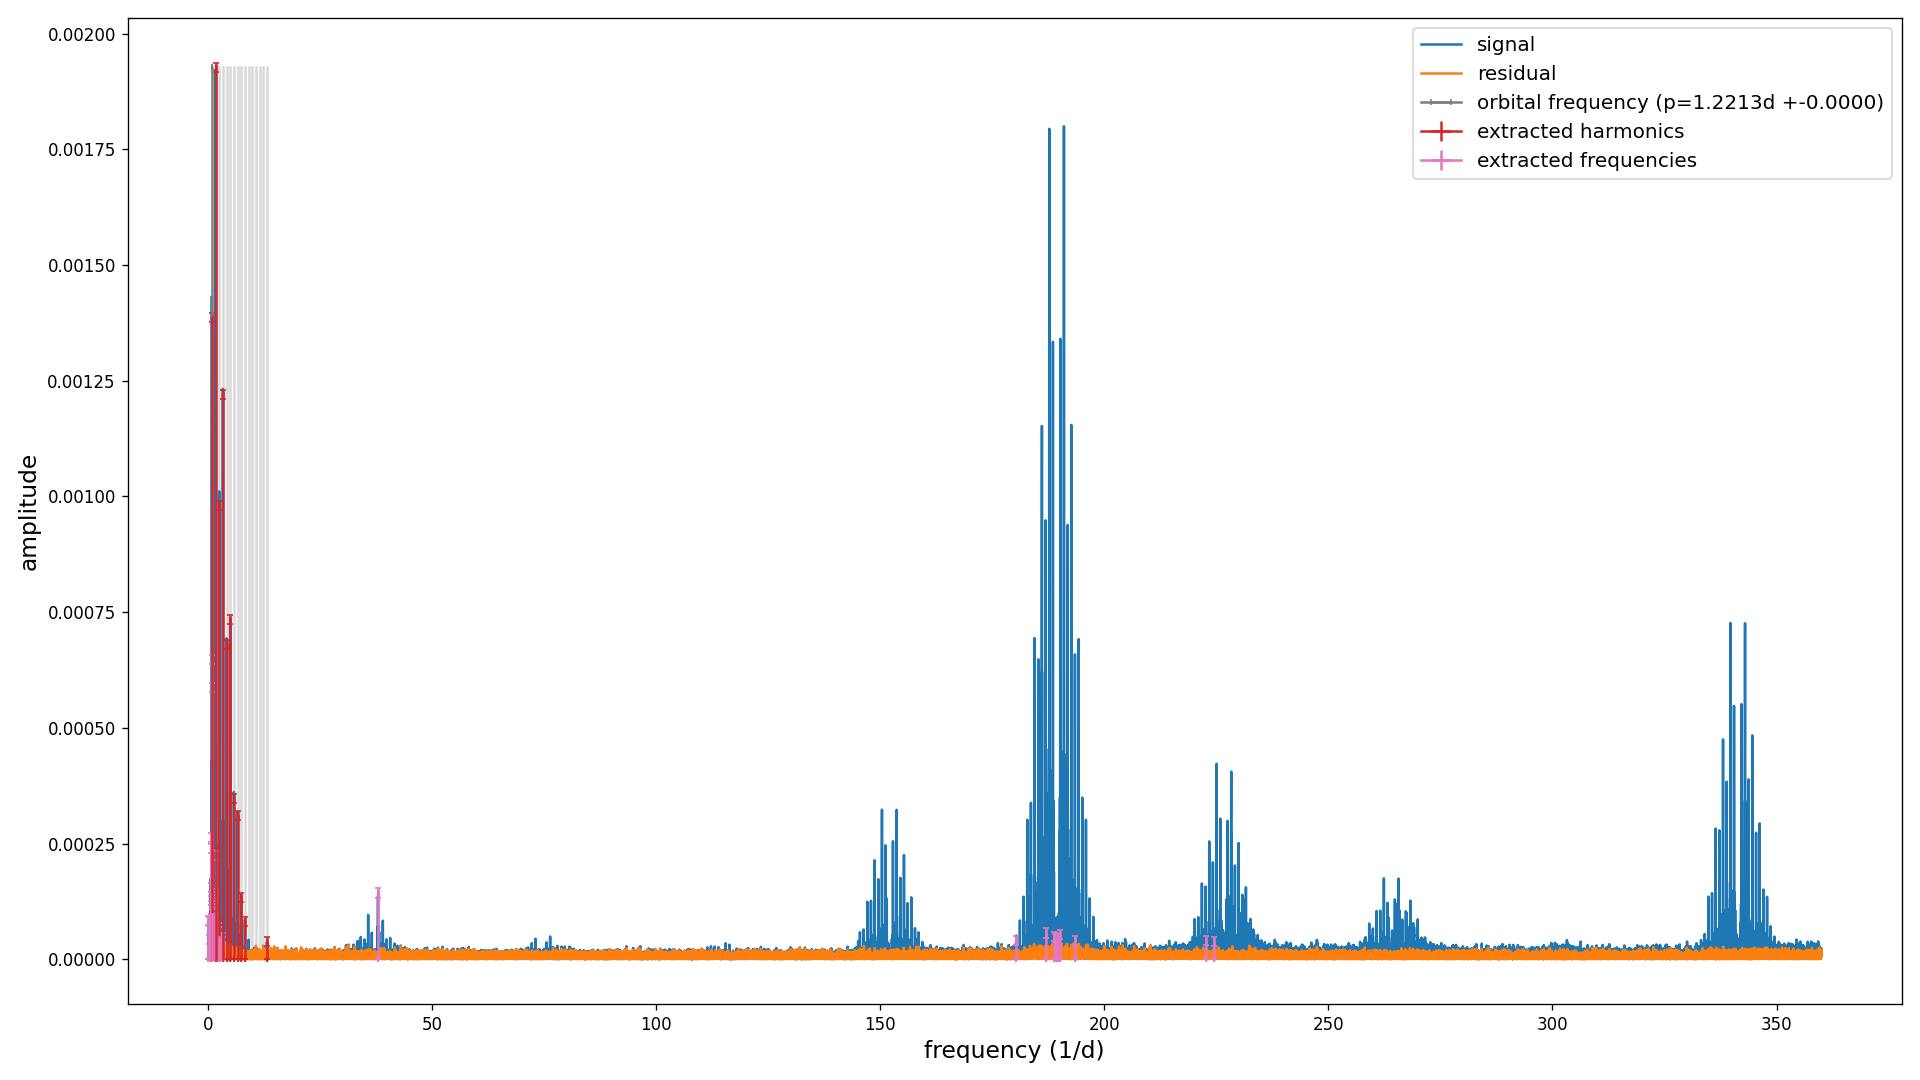 signal
residual
orbital frequency (p=1.2213d +-0.0000)
extracted harmonics
extracted frequencies
0.00200
0.00175
0.00150
0.00125
0.00100
0.00075
0.00050
0.00025
0.00000
amplitude
0 50 100 150 200 250 300 350
frequency (1/d)